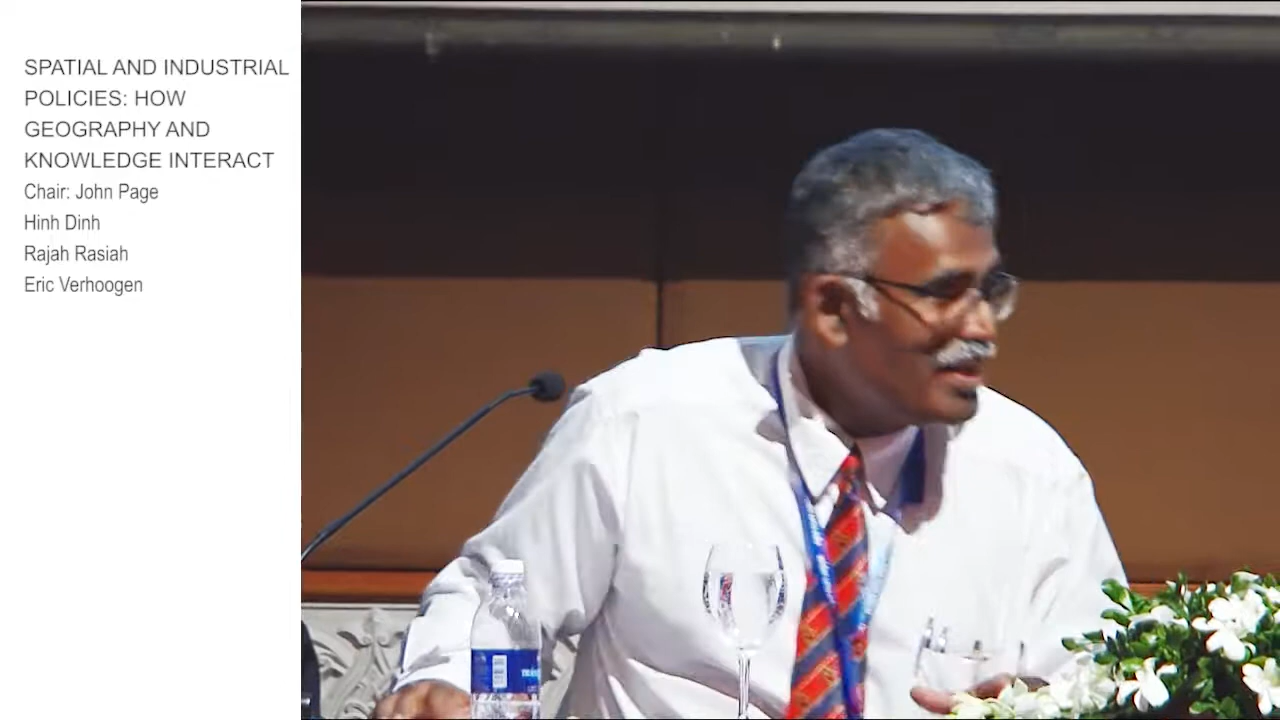 SPATIAL AND INDUSTRIAL
POLICIES: HOW
GEOGRAPHY AND
KNOWLEDGE INTERACT
Chair: John Page
Hinh Dinh
Rajah Rasiah
Eric Verhoogen